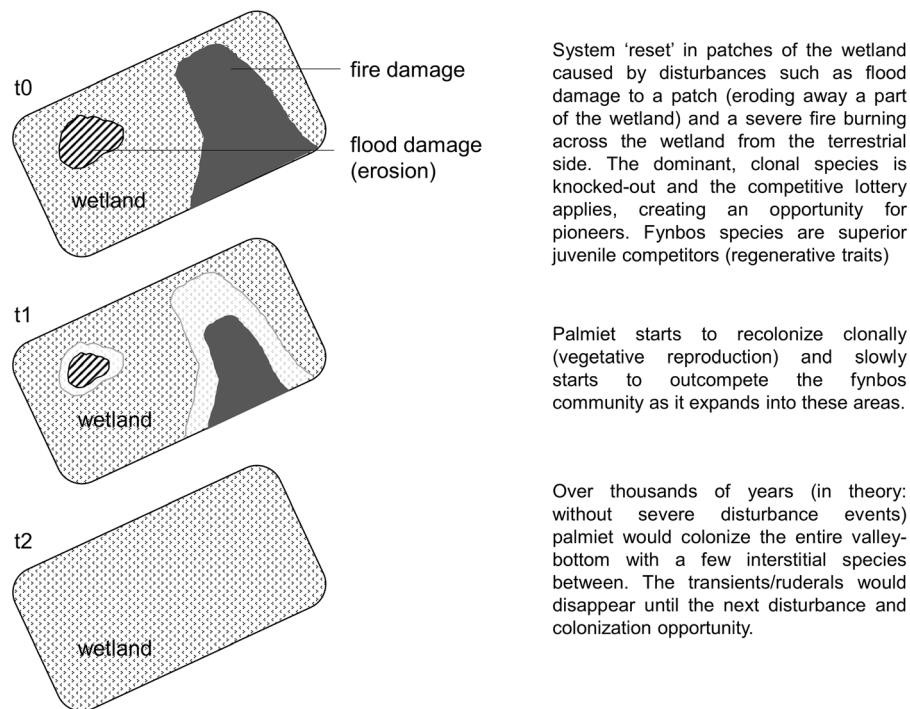 t0
fire damage
flood damage
(erosion)
wetland
System ‘reset’ in patches of the wetland
caused by disturbances such as flood
damage to a patch (eroding away a part
of the wetland) and a severe fire burning
across the wetland from the terrestrial
side. The dominant, clonal species is
knocked-out and the competitive lottery
applies, creating an opportunity for
pioneers. Fynbos species are superior
juvenile competitors (regenerative traits)
t1
wetland
Palmiet starts to recolonize clonally
(vegetative reproduction) and slowly
starts to outcompete the fynbos
community as it expands into these areas.
t2
wetland
Over thousands of years (in theory:
without severe disturbance events)
palmiet would colonize the entire valley-
bottom with a few interstitial species
between. The transients/ruderals would
disappear until the next disturbance and
colonization opportunity.